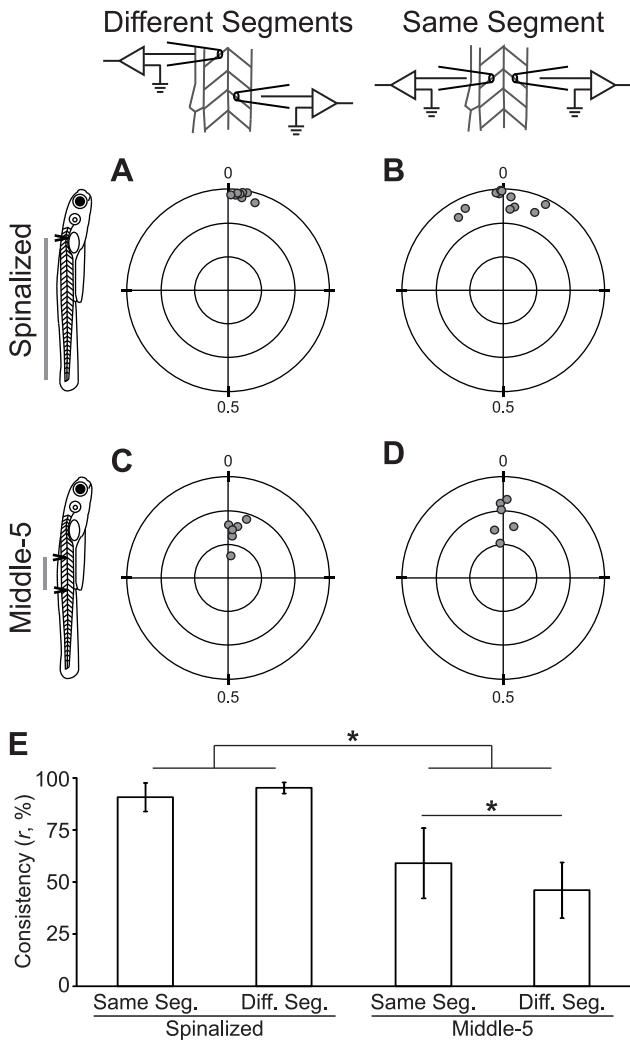 Different Segments
Same Segment
A
0
B
0
Spinalized
0.5
0.5
C
0
D
0
Middle-5
0.5
0.5
E
*
*
Consistency (r, %)
100
75
50
25
0
Same Seg.
Diff. Seg.
Same Seg.
Diff. Seg.
Spinalized
Middle-5